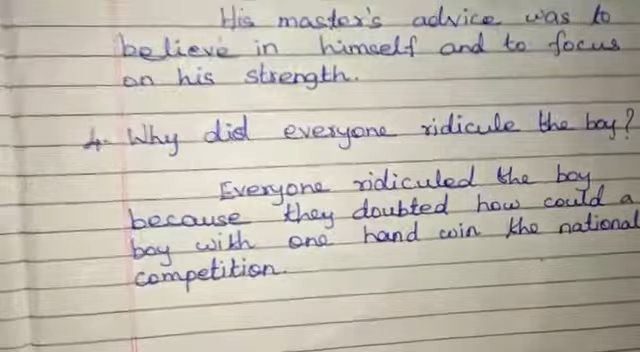 His master's advice was to
believe in himself and to focus
on his strength.
4. Why did everyone ridicule the boy?
Everyone ridiculed the boy
because they doubted how could a
boy with one hand win the national
competition.